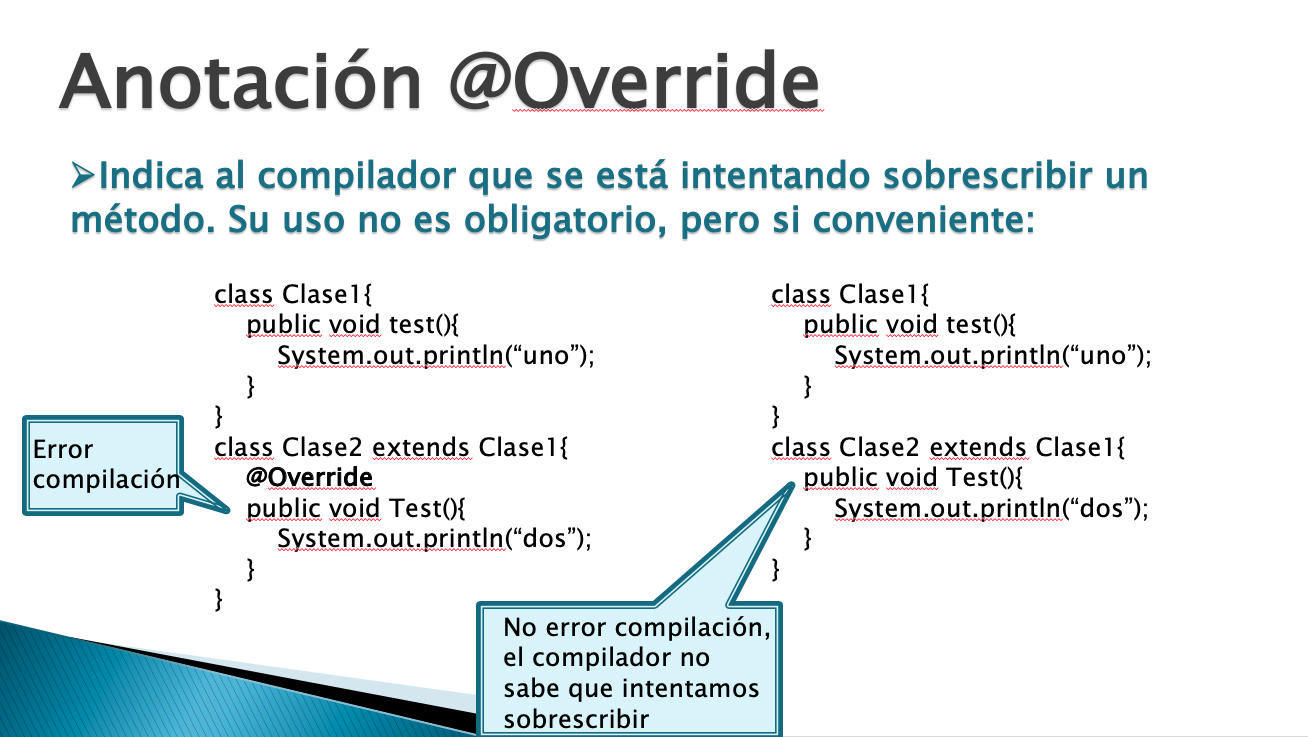 Anotación @Override
➢Indica al compilador que se está intentando sobrescribir un
método. Su uso no es obligatorio, pero si conveniente:
class Clase1{
public void test(){
System.out.println(“uno”);
}
}
class Clase2 extends Clase1{
@Override
public void Test(){
System.out.println(“dos”);
}
}
Error
compilación
class Clase1{
public void test(){
System.out.println(“uno”);
}
}
class Clase2 extends Clase1{
public void Test(){
System.out.println(“dos”);
}
}
No error compilación,
el compilador no
sabe que intentamos
sobrescribir